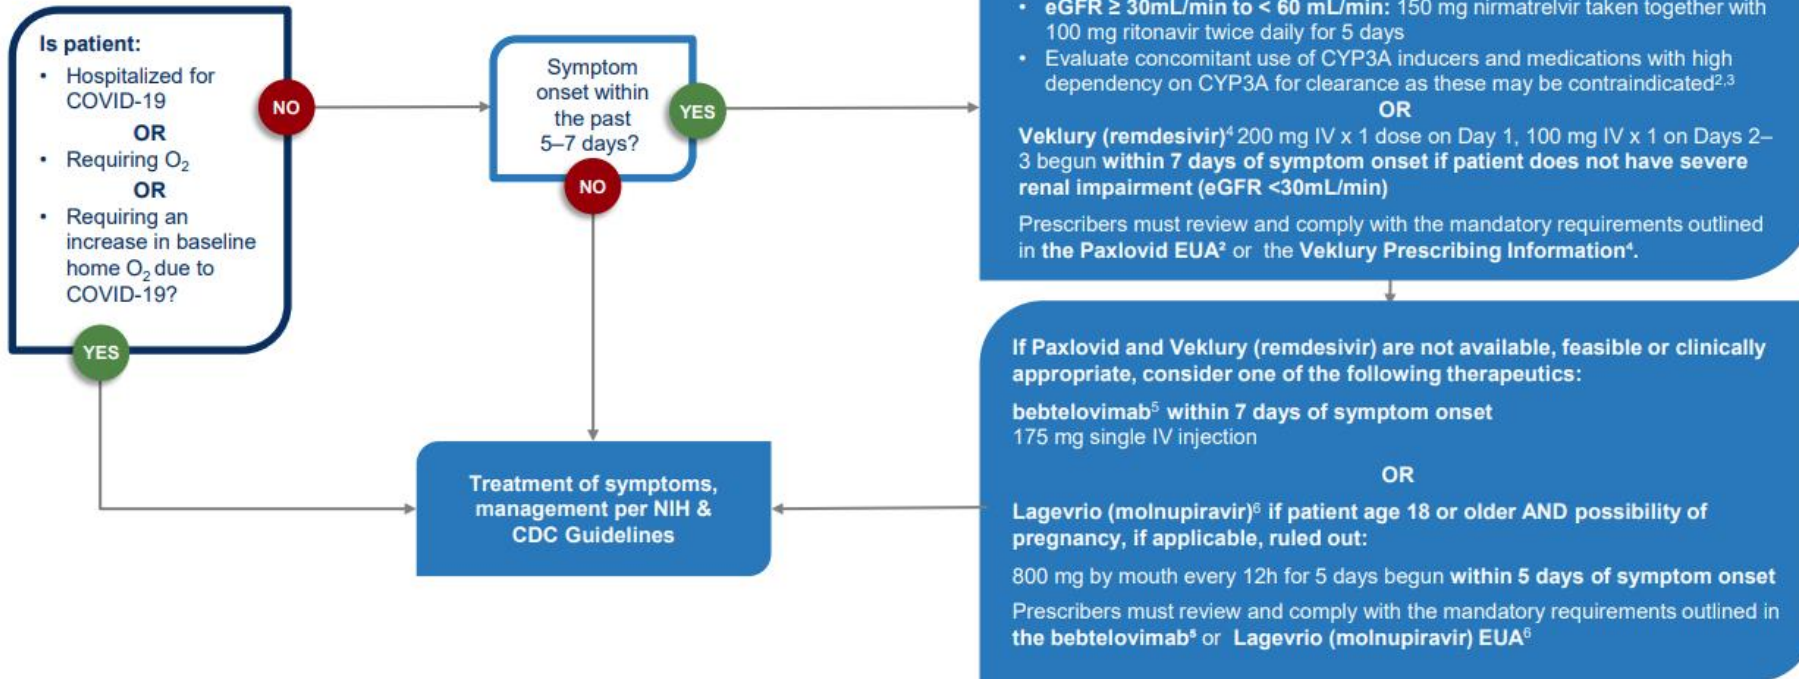 Is patient:
• Hospitalized for
COVID-19
OR
• Requiring O₂
OR
• Requiring an
increase in baseline
home O₂ due to
COVID-19?
NO
YES
Symptom
onset within
the past
5–7 days?
YES
NO
Treatment of symptoms,
management per NIH &
CDC Guidelines
• eGFR ≥ 30mL/min to < 60 mL/min: 150 mg nirmatrelvir taken together with
100 mg ritonavir twice daily for 5 days
• Evaluate concomitant use of CYP3A inducers and medications with high
dependency on CYP3A for clearance as these may be contraindicated²,³
OR
Veklury (remdesivir)⁴ 200 mg IV x 1 dose on Day 1, 100 mg IV x 1 on Days 2–
3 begun within 7 days of symptom onset if patient does not have severe
renal impairment (eGFR <30mL/min)
Prescribers must review and comply with the mandatory requirements outlined
in the Paxlovid EUA² or the Veklury Prescribing Information⁴.
If Paxlovid and Veklury (remdesivir) are not available, feasible or clinically
appropriate, consider one of the following therapeutics:
bebtelovimab⁵ within 7 days of symptom onset
175 mg single IV injection
OR
Lagevrio (molnupiravir)⁶ if patient age 18 or older AND possibility of
pregnancy, if applicable, ruled out:
800 mg by mouth every 12h for 5 days begun within 5 days of symptom onset
Prescribers must review and comply with the mandatory requirements outlined in
the bebtelovimab⁵ or Lagevrio (molnupiravir) EUA⁶